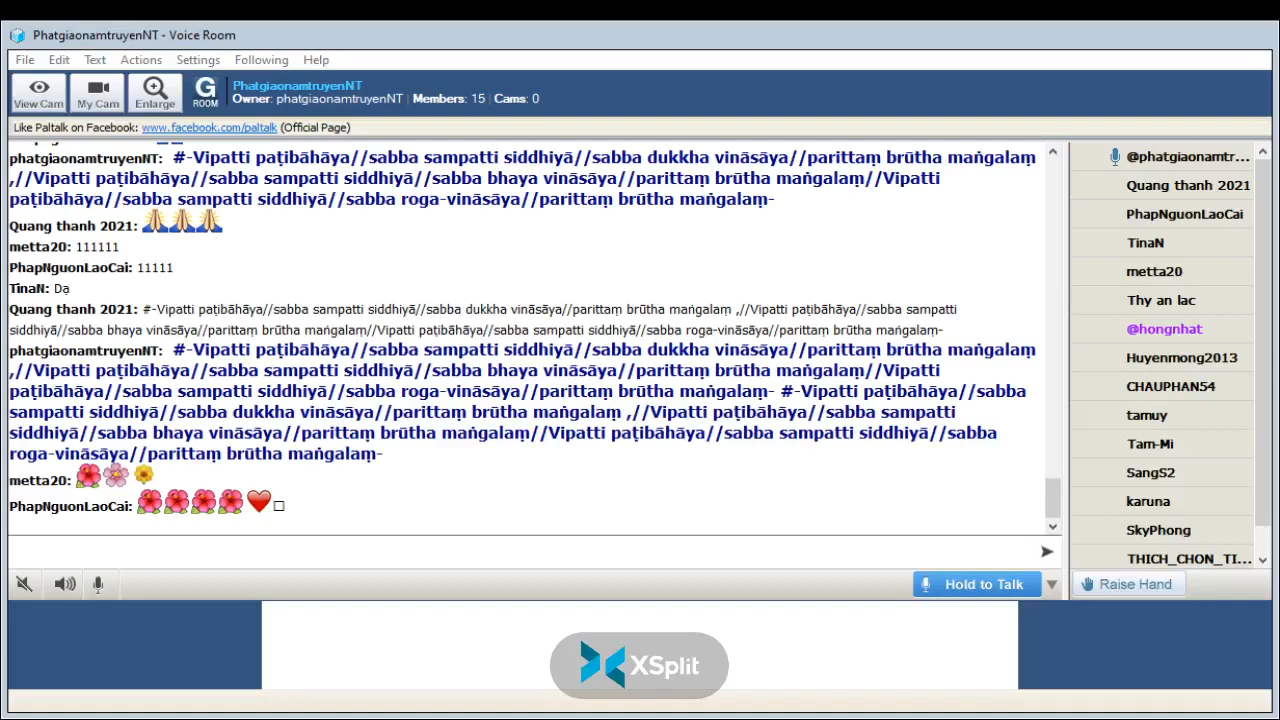 PhatgiaonamtruyenNT - Voice Room
File Edit Text Actions Settings Following Help
View Cam My Cam Enlarge G ROOM
PhatgiaonamtruyenNT
Owner: phatgiaonamtruyenNT | Members: 15 | Cams: 0
Like Paltalk on Facebook: www.facebook.com/paltalk (Official Page)
phatgiaonamtruyenNT: #-Vipatti paṭibāhāya//sabba sampatti siddhiyā//sabba dukkha vināsāya//parittaṃ brūtha maṅgalaṃ
,//Vipatti paṭibāhāya//sabba sampatti siddhiyā//sabba bhaya vināsāya//parittaṃ brūtha maṅgalaṃ//Vipatti
paṭibāhāya//sabba sampatti siddhiyā//sabba roga-vināsāya//parittaṃ brūtha maṅgalaṃ-
Quang thanh 2021: 🙏🙏🙏
metta20: 111111
PhapNguonLaoCai: 11111
TinaN: Dạ
Quang thanh 2021: #-Vipatti paṭibāhāya//sabba sampatti siddhiyā//sabba dukkha vināsāya//parittaṃ brūtha maṅgalaṃ ,//Vipatti paṭibāhāya//sabba sampatti
siddhiyā//sabba bhaya vināsāya//parittaṃ brūtha maṅgalaṃ//Vipatti paṭibāhāya//sabba sampatti siddhiyā//sabba roga-vināsāya//parittaṃ brūtha maṅgalaṃ-
phatgiaonamtruyenNT: #-Vipatti paṭibāhāya//sabba sampatti siddhiyā//sabba dukkha vināsāya//parittaṃ brūtha maṅgalaṃ
,//Vipatti paṭibāhāya//sabba sampatti siddhiyā//sabba bhaya vināsāya//parittaṃ brūtha maṅgalaṃ//Vipatti
paṭibāhāya//sabba sampatti siddhiyā//sabba roga-vināsāya//parittaṃ brūtha maṅgalaṃ- #-Vipatti paṭibāhāya//sabba
sampatti siddhiyā//sabba dukkha vināsāya//parittaṃ brūtha maṅgalaṃ ,//Vipatti paṭibāhāya//sabba sampatti
siddhiyā//sabba bhaya vināsāya//parittaṃ brūtha maṅgalaṃ//Vipatti paṭibāhāya//sabba sampatti siddhiyā//sabba
roga-vināsāya//parittaṃ brūtha maṅgalaṃ-
metta20: 🌺🌸🌼
PhapNguonLaoCai: 🌺🌺🌺🌺❤□
@phatgiaonamtr...
Quang thanh 2021
PhapNguonLaoCai
TinaN
metta20
Thy an lac
@hongnhat
Huyenmong2013
CHAUPHAN54
tamuy
Tam-Mi
SangS2
karuna
SkyPhong
THICH_CHON_TI...
Hold to Talk
Raise Hand
XSplit